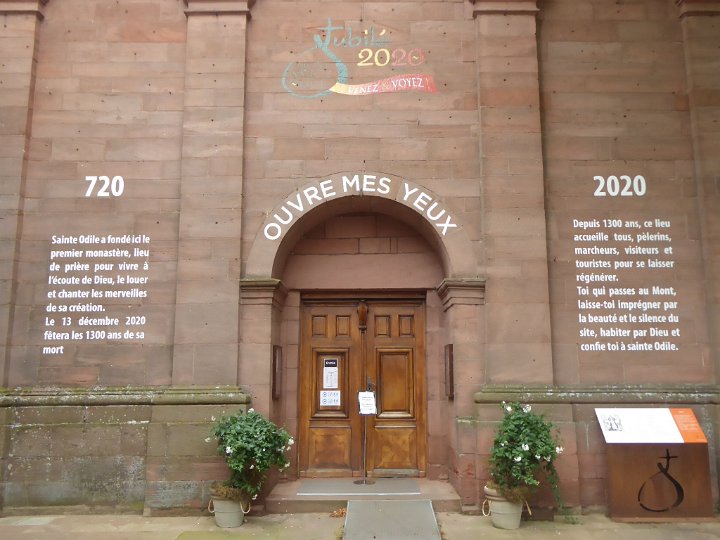 Jubilé
2020
VENEZ & VOYEZ !
OUVRE MES YEUX
720
Sainte Odile a fondé ici le
premier monastère, lieu
de prière pour vivre à
l'écoute de Dieu, le louer
et chanter les merveilles
de sa création.
Le 13 décembre 2020
fêtera les 1300 ans de sa
mort
2020
Depuis 1300 ans, ce lieu
accueille tous, pèlerins,
marcheurs, visiteurs et
touristes pour se laisser
régénérer.
Toi qui passes au Mont,
laisse-toi imprégner par
la beauté et le silence du
site, habiter par Dieu et
confie toi à sainte Odile.